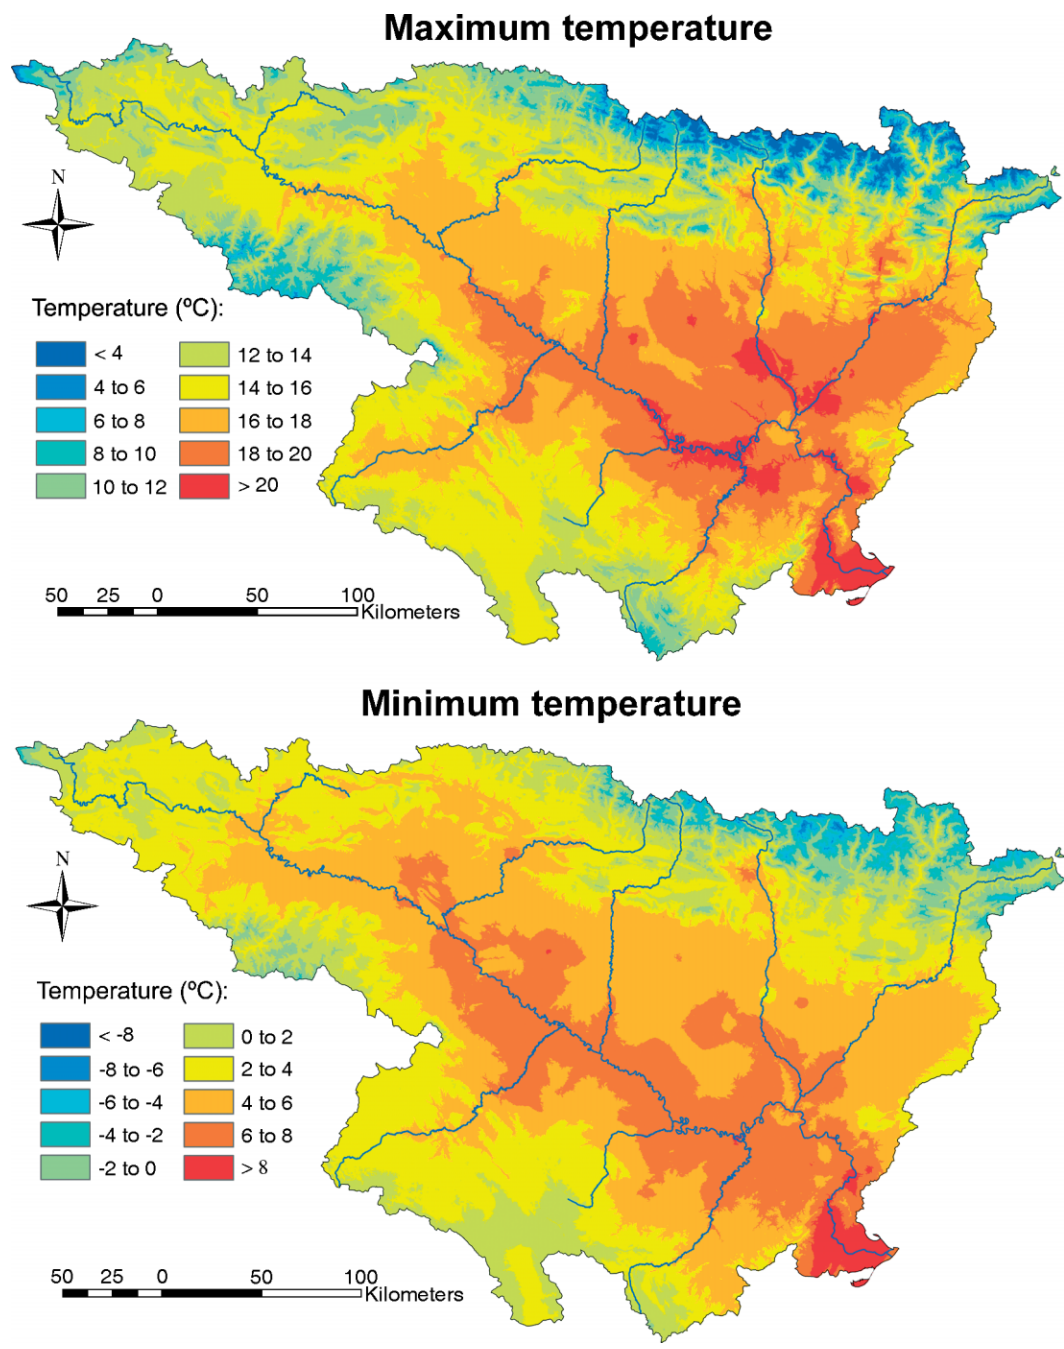 Maximum temperature
N
Temperature (ºC):
< 4 12 to 14
4 to 6 14 to 16
6 to 8 16 to 18
8 to 10 18 to 20
10 to 12 > 20
50 25 0 50 100
Kilometers
Minimum temperature
N
Temperature (ºC):
< -8 0 to 2
-8 to -6 2 to 4
-6 to -4 4 to 6
-4 to -2 6 to 8
-2 to 0 > 8
50 25 0 50 100
Kilometers